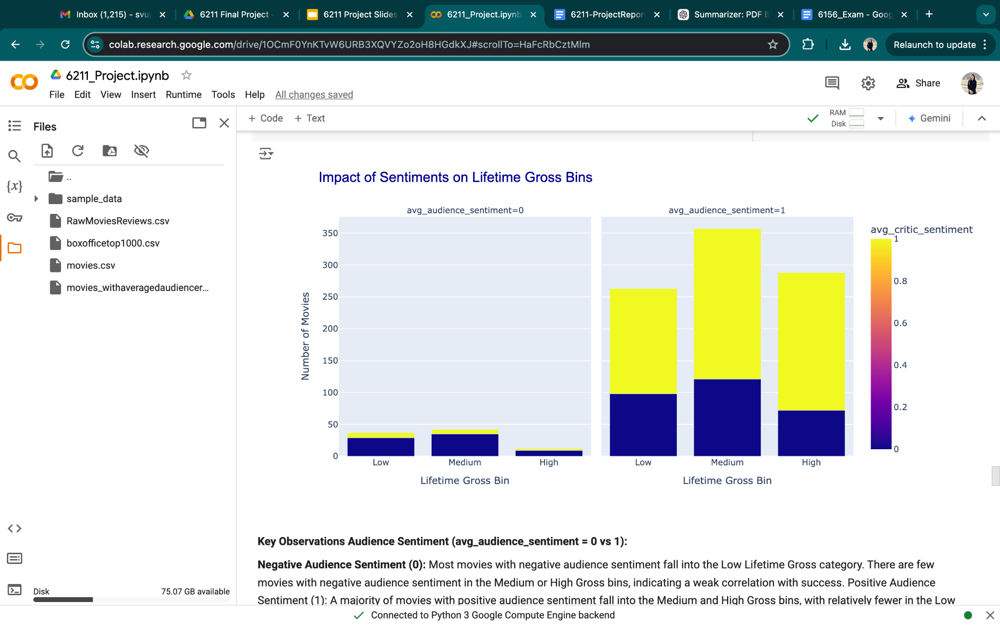 Inbox (1,215) - svu
6211 Final Project -
6211 Project Slides
6211_Project.ipynb
6211-ProjectRepor
Summarizer: PDF B
6156_Exam - Goog
colab.research.google.com/drive/1OCmF0YnKTvW6URB3XQVYZo2oH8HGdkXJ#scrollTo=HaFcRbCztMlm
Relaunch to update
6211_Project.ipynb
File Edit View Insert Runtime Tools Help All changes saved
Share
Files
+ Code + Text
RAM
Disk
Gemini
..
sample_data
RawMoviesReviews.csv
boxofficetop1000.csv
movies.csv
movies_withaveragedaudiencer...
{x}
Impact of Sentiments on Lifetime Gross Bins
avg_audience_sentiment=0
avg_audience_sentiment=1
avg_critic_sentiment
350
300
250
200
150
100
50
0
Number of Movies
Low Medium High
Lifetime Gross Bin
Low Medium High
Lifetime Gross Bin
1
0.8
0.6
0.4
0.2
0
Key Observations Audience Sentiment (avg_audience_sentiment = 0 vs 1):
Negative Audience Sentiment (0): Most movies with negative audience sentiment fall into the Low Lifetime Gross category. There are few
movies with negative audience sentiment in the Medium or High Gross bins, indicating a weak correlation with success. Positive Audience
Sentiment (1): A majority of movies with positive audience sentiment fall into the Medium and High Gross bins, with relatively fewer in the Low
Disk 75.07 GB available
Connected to Python 3 Google Compute Engine backend